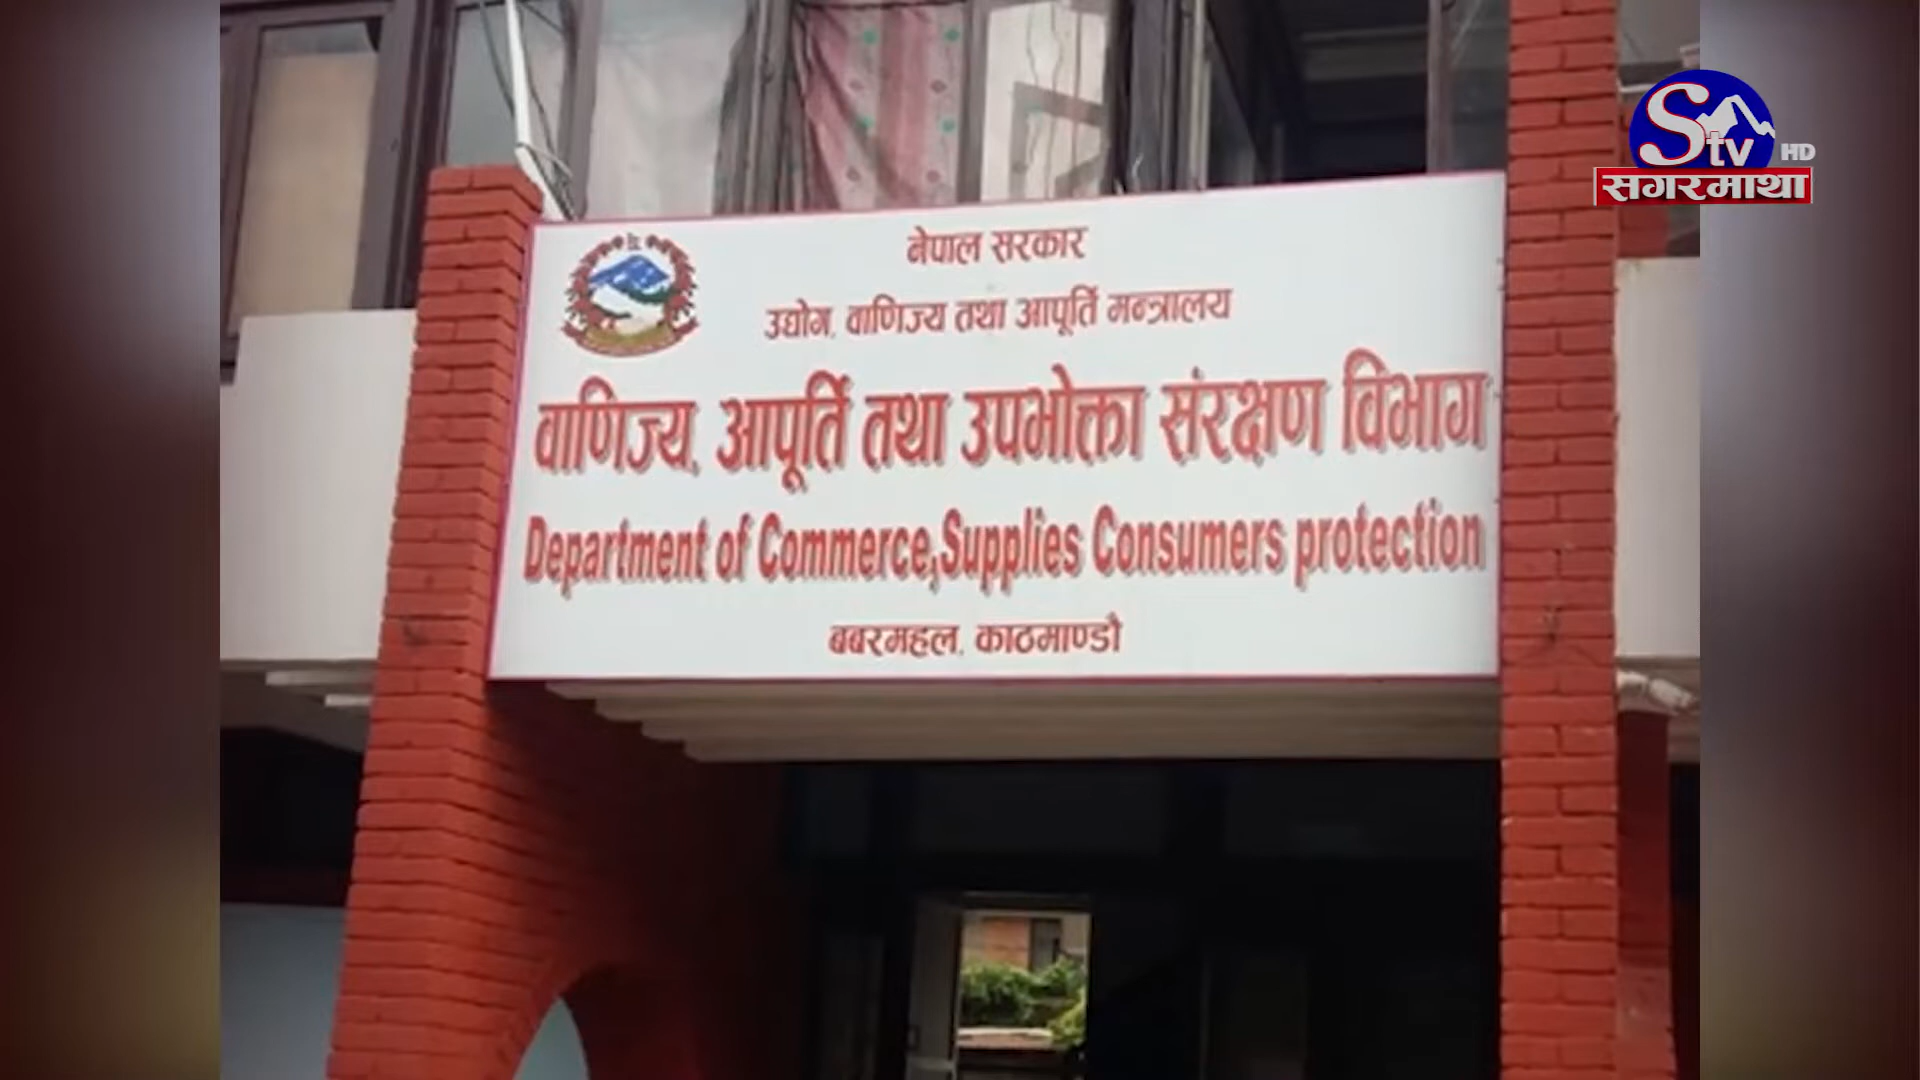 STV HD
सगरमाथा
नेपाल सरकार
उद्योग, वाणिज्य तथा आपूर्ति मन्त्रालय
वाणिज्य, आपूर्ति तथा उपभोक्ता संरक्षण विभाग
Department of Commerce,Supplies Consumers protection
बबरमहल, काठमाण्डौ